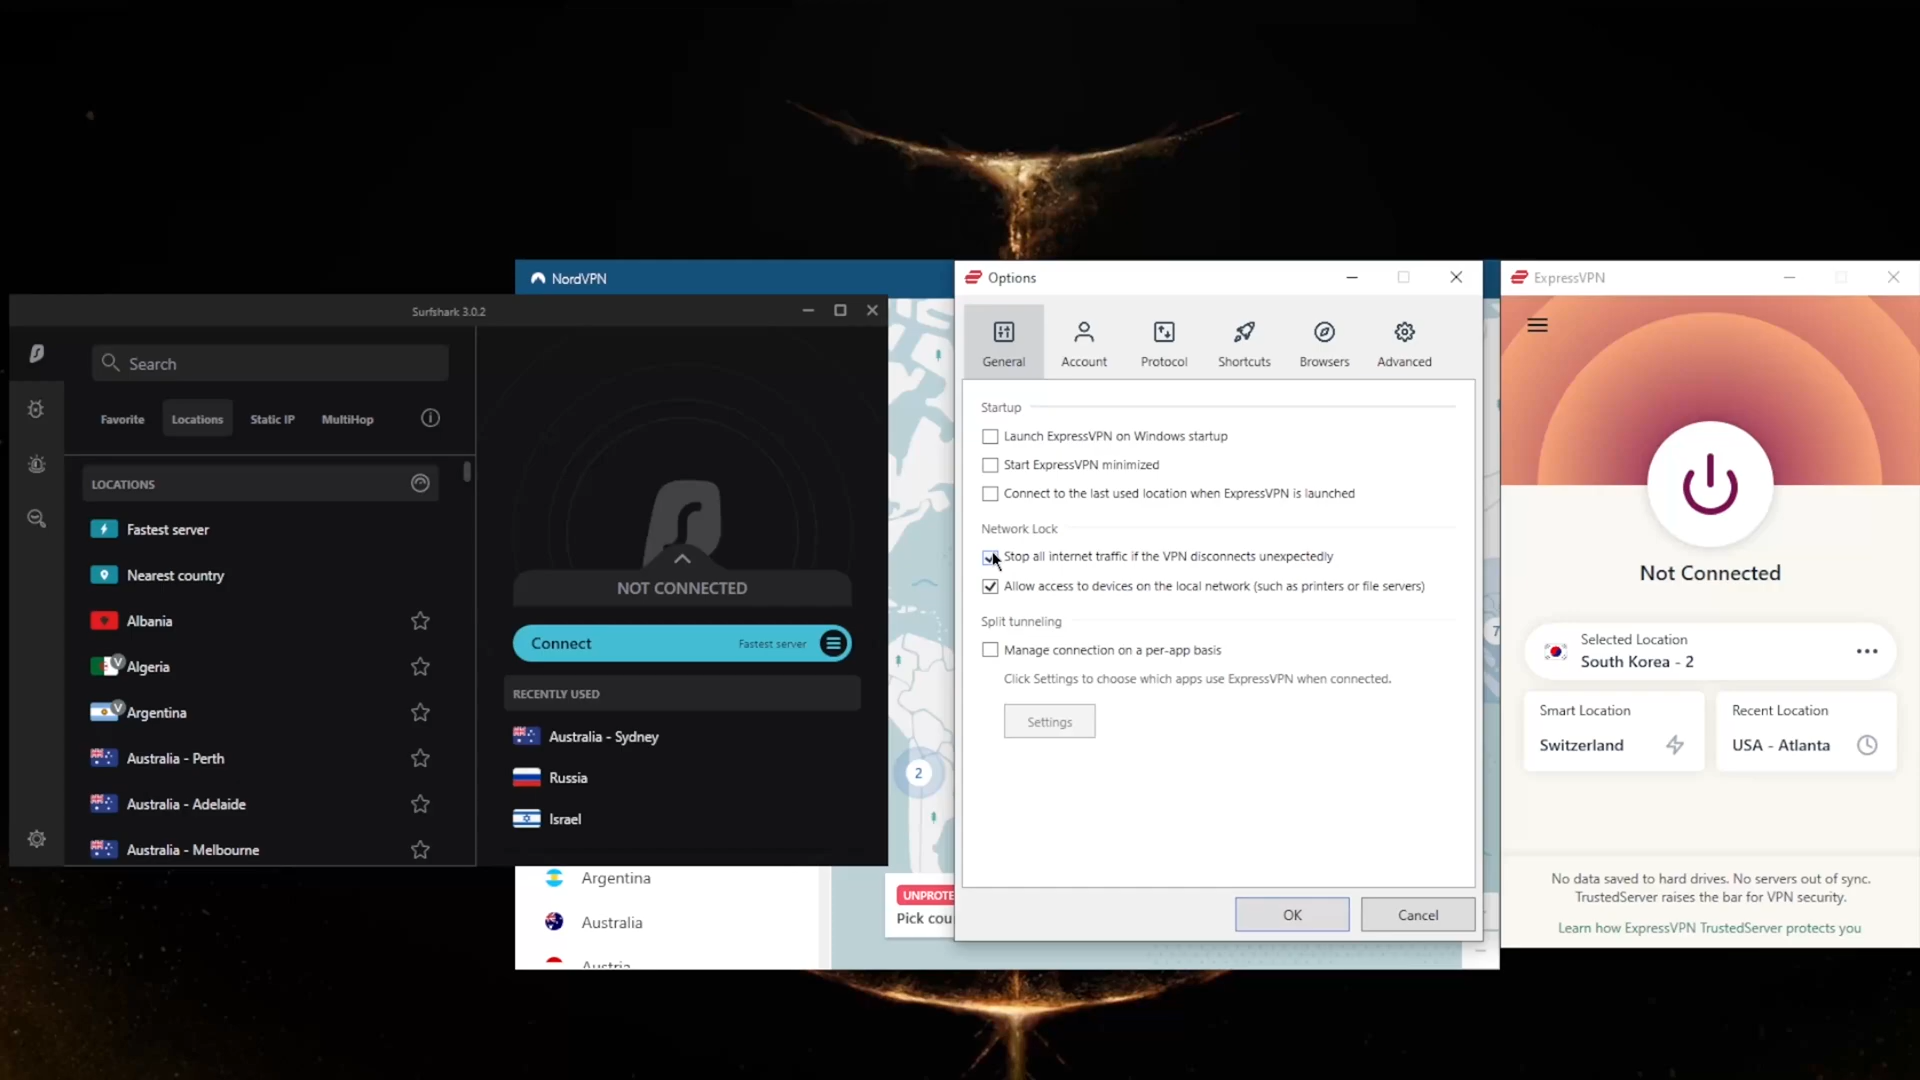 Surfshark 3.0.2
Search
Favorite
Locations
Static IP
MultiHop
LOCATIONS
Fastest server
Nearest country
Albania
Algeria
Argentina
Australia - Perth
Australia - Adelaide
Australia - Melbourne
NOT CONNECTED
Connect
Fastest server
RECENTLY USED
Australia - Sydney
Russia
Israel
NordVPN
2
7
Argentina
Australia
Austria
UNPROTE
Pick cou
Options
General
Account
Protocol
Shortcuts
Browsers
Advanced
Startup
Launch ExpressVPN on Windows startup
Start ExpressVPN minimized
Connect to the last used location when ExpressVPN is launched
Network Lock
Stop all internet traffic if the VPN disconnects unexpectedly
Allow access to devices on the local network (such as printers or file servers)
Split tunneling
Manage connection on a per-app basis
Click Settings to choose which apps use ExpressVPN when connected.
Settings
OK
Cancel
ExpressVPN
Not Connected
Selected Location
South Korea - 2
Smart Location
Switzerland
Recent Location
USA - Atlanta
No data saved to hard drives. No servers out of sync.
TrustedServer raises the bar for VPN security.
Learn how ExpressVPN TrustedServer protects you